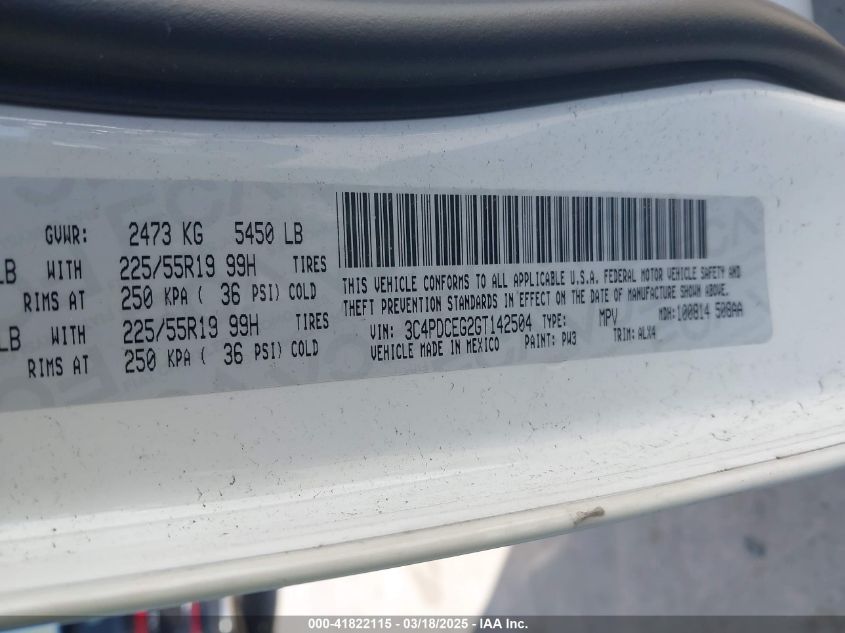 GVWR: 2473 KG 5450 LB
LB WITH 225/55R19 99H TIRES
RIMS AT 250 KPA ( 36 PSI) COLD
LB WITH 225/55R19 99H TIRES
RIMS AT 250 KPA ( 36 PSI) COLD
THIS VEHICLE CONFORMS TO ALL APPLICABLE U.S.A. FEDERAL MOTOR VEHICLE SAFETY AND
THEFT PREVENTION STANDARDS IN EFFECT ON THE DATE OF MANUFACTURE SHOWN ABOVE.
VIN: 3C4PDCEG2GT142504 TYPE: MPV MDH:100814 508AA
VEHICLE MADE IN MEXICO PAINT: PW3 TRIM: ALX4
000-41822115 - 03/18/2025 - IAA Inc.